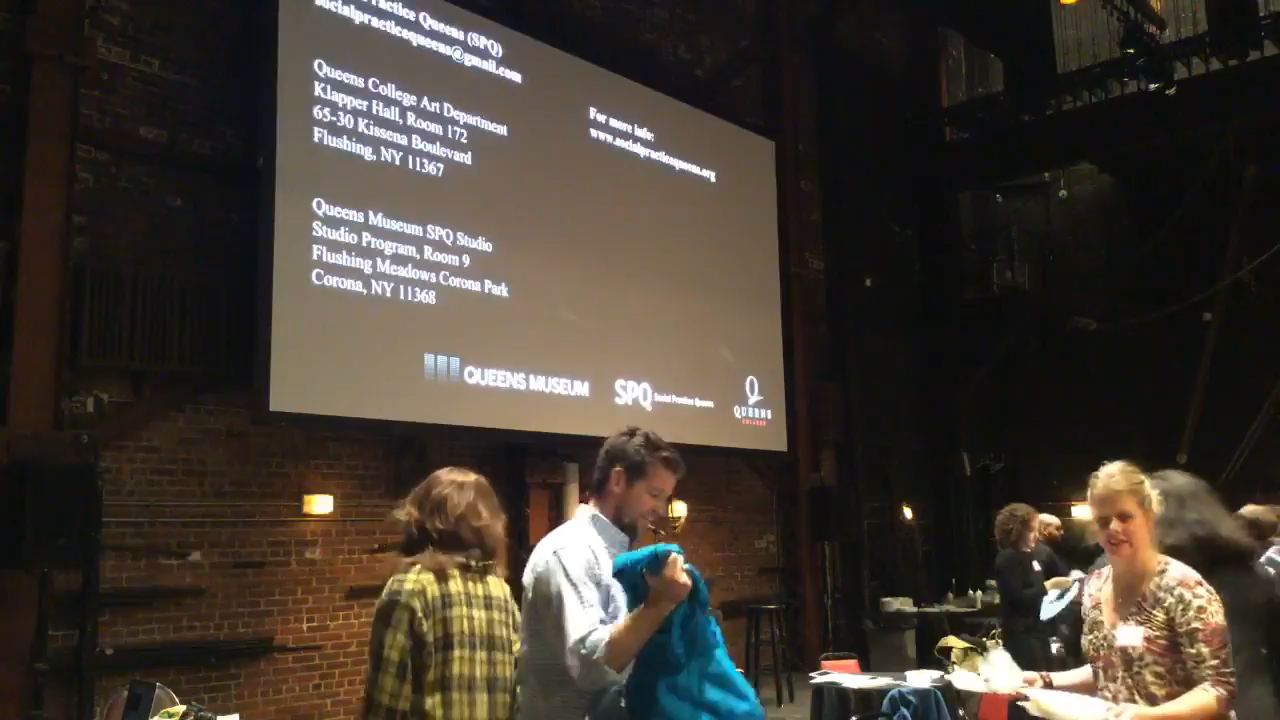 Practice Queens (SPQ)
socialpracticequeens@gmail.com
Queens College Art Department
Klapper Hall, Room 172
65-30 Kissena Boulevard
Flushing, NY 11367
Queens Museum SPQ Studio
Studio Program, Room 9
Flushing Meadows Corona Park
Corona, NY 11368
For more info:
www.socialpracticequeens.org
QUEENS MUSEUM
SPQ Social Practice Queens
QUEENS
COLLEGE